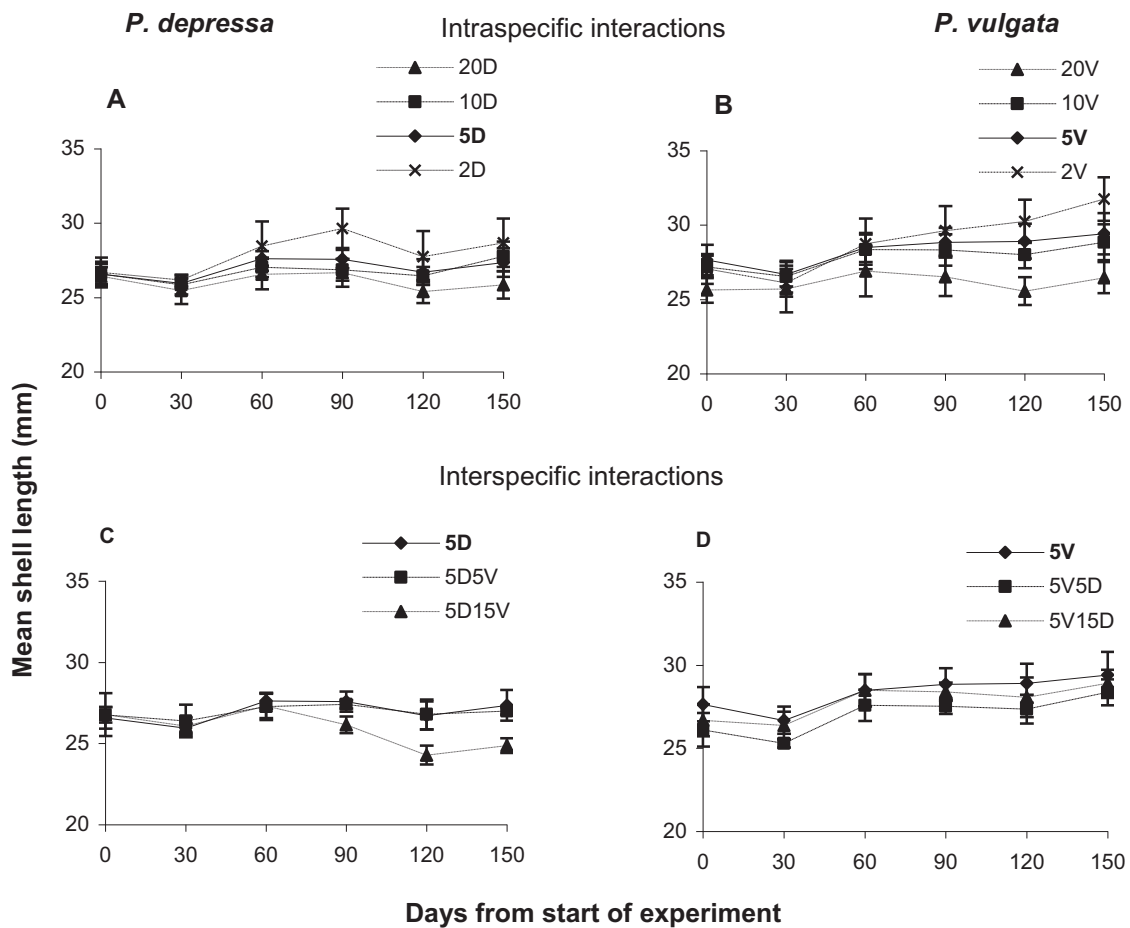 P. depressa
Intraspecific interactions
P. vulgata
A
20D
10D
5D
2D
35
30
25
20
0 30 60 90 120 150
B
20V
10V
5V
2V
35
30
25
20
0 30 60 90 120 150
Mean shell length (mm)
Interspecific interactions
C
5D
5D5V
5D15V
35
30
25
20
0 30 60 90 120 150
D
5V
5V5D
5V15D
35
30
25
20
0 30 60 90 120 150
Days from start of experiment